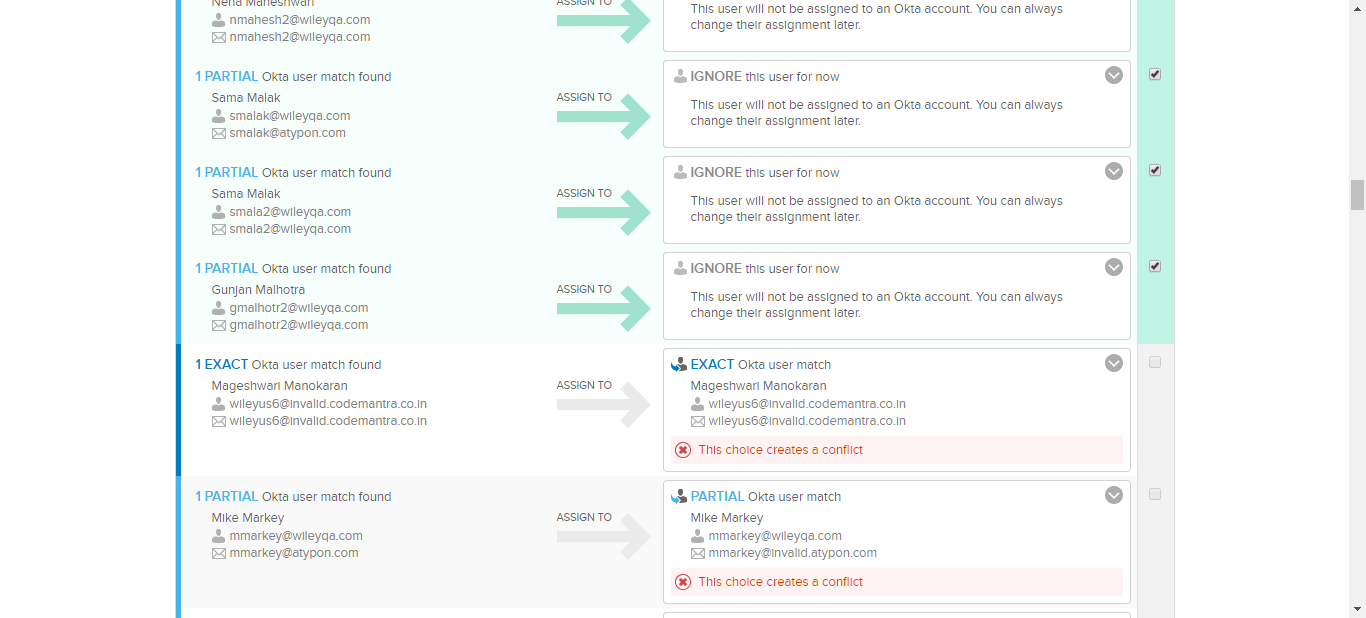 Neha Maheshwari
nmahesh2@wileyqa.com
nmahesh2@wileyqa.com
ASSIGN TO
This user will not be assigned to an Okta account. You can always
change their assignment later.
1 PARTIAL Okta user match found
Sama Malak
smalak@wileyqa.com
smalak@atypon.com
ASSIGN TO
IGNORE this user for now
This user will not be assigned to an Okta account. You can always
change their assignment later.
1 PARTIAL Okta user match found
Sama Malak
smala2@wileyqa.com
smala2@wileyqa.com
ASSIGN TO
IGNORE this user for now
This user will not be assigned to an Okta account. You can always
change their assignment later.
1 PARTIAL Okta user match found
Gunjan Malhotra
gmalhotr2@wileyqa.com
gmalhotr2@wileyqa.com
ASSIGN TO
IGNORE this user for now
This user will not be assigned to an Okta account. You can always
change their assignment later.
1 EXACT Okta user match found
Mageshwari Manokaran
wileyus6@invalid.codemantra.co.in
wileyus6@invalid.codemantra.co.in
ASSIGN TO
EXACT Okta user match
Mageshwari Manokaran
wileyus6@invalid.codemantra.co.in
wileyus6@invalid.codemantra.co.in
This choice creates a conflict
1 PARTIAL Okta user match found
Mike Markey
mmarkey@wileyqa.com
mmarkey@atypon.com
ASSIGN TO
PARTIAL Okta user match
Mike Markey
mmarkey@wileyqa.com
mmarkey@invalid.atypon.com
This choice creates a conflict